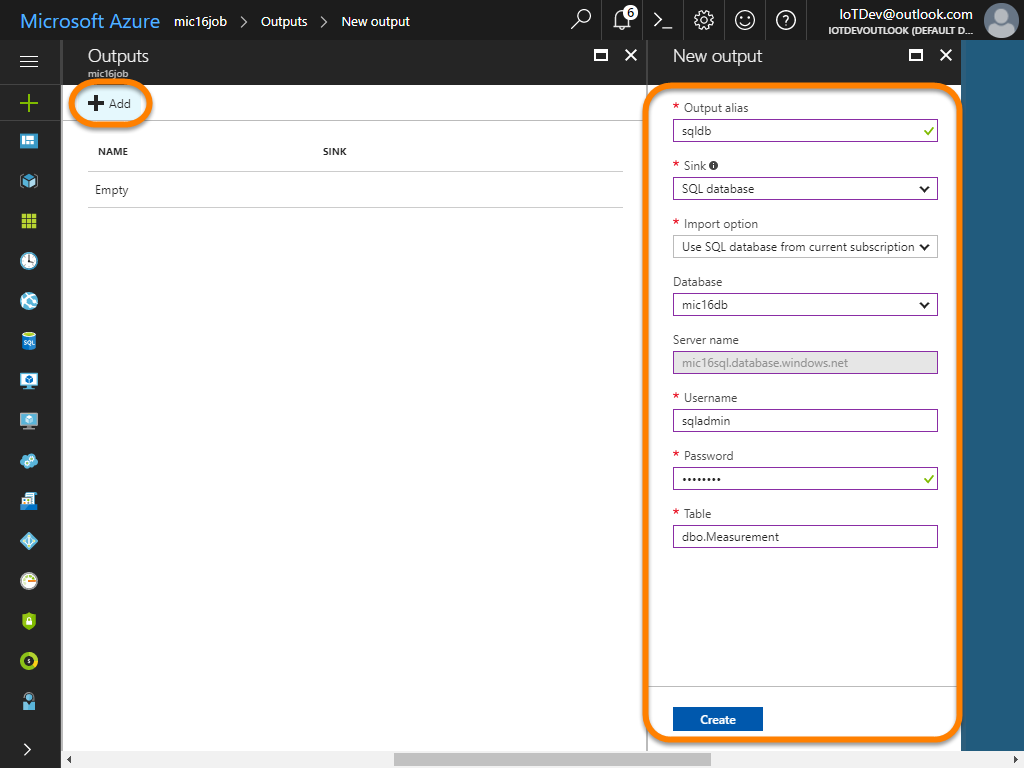 Microsoft Azure mic16job > Outputs > New output
6
IoTDev@outlook.com
IOTDEVOUTLOOK (DEFAULT D...
Outputs
mic16job
New output
Add
NAME SINK
Empty
* Output alias
sqldb
* Sink
SQL database
* Import option
Use SQL database from current subscription
Database
mic16db
Server name
mic16sql.database.windows.net
* Username
sqladmin
* Password
••••••••
* Table
dbo.Measurement
Create
SQL